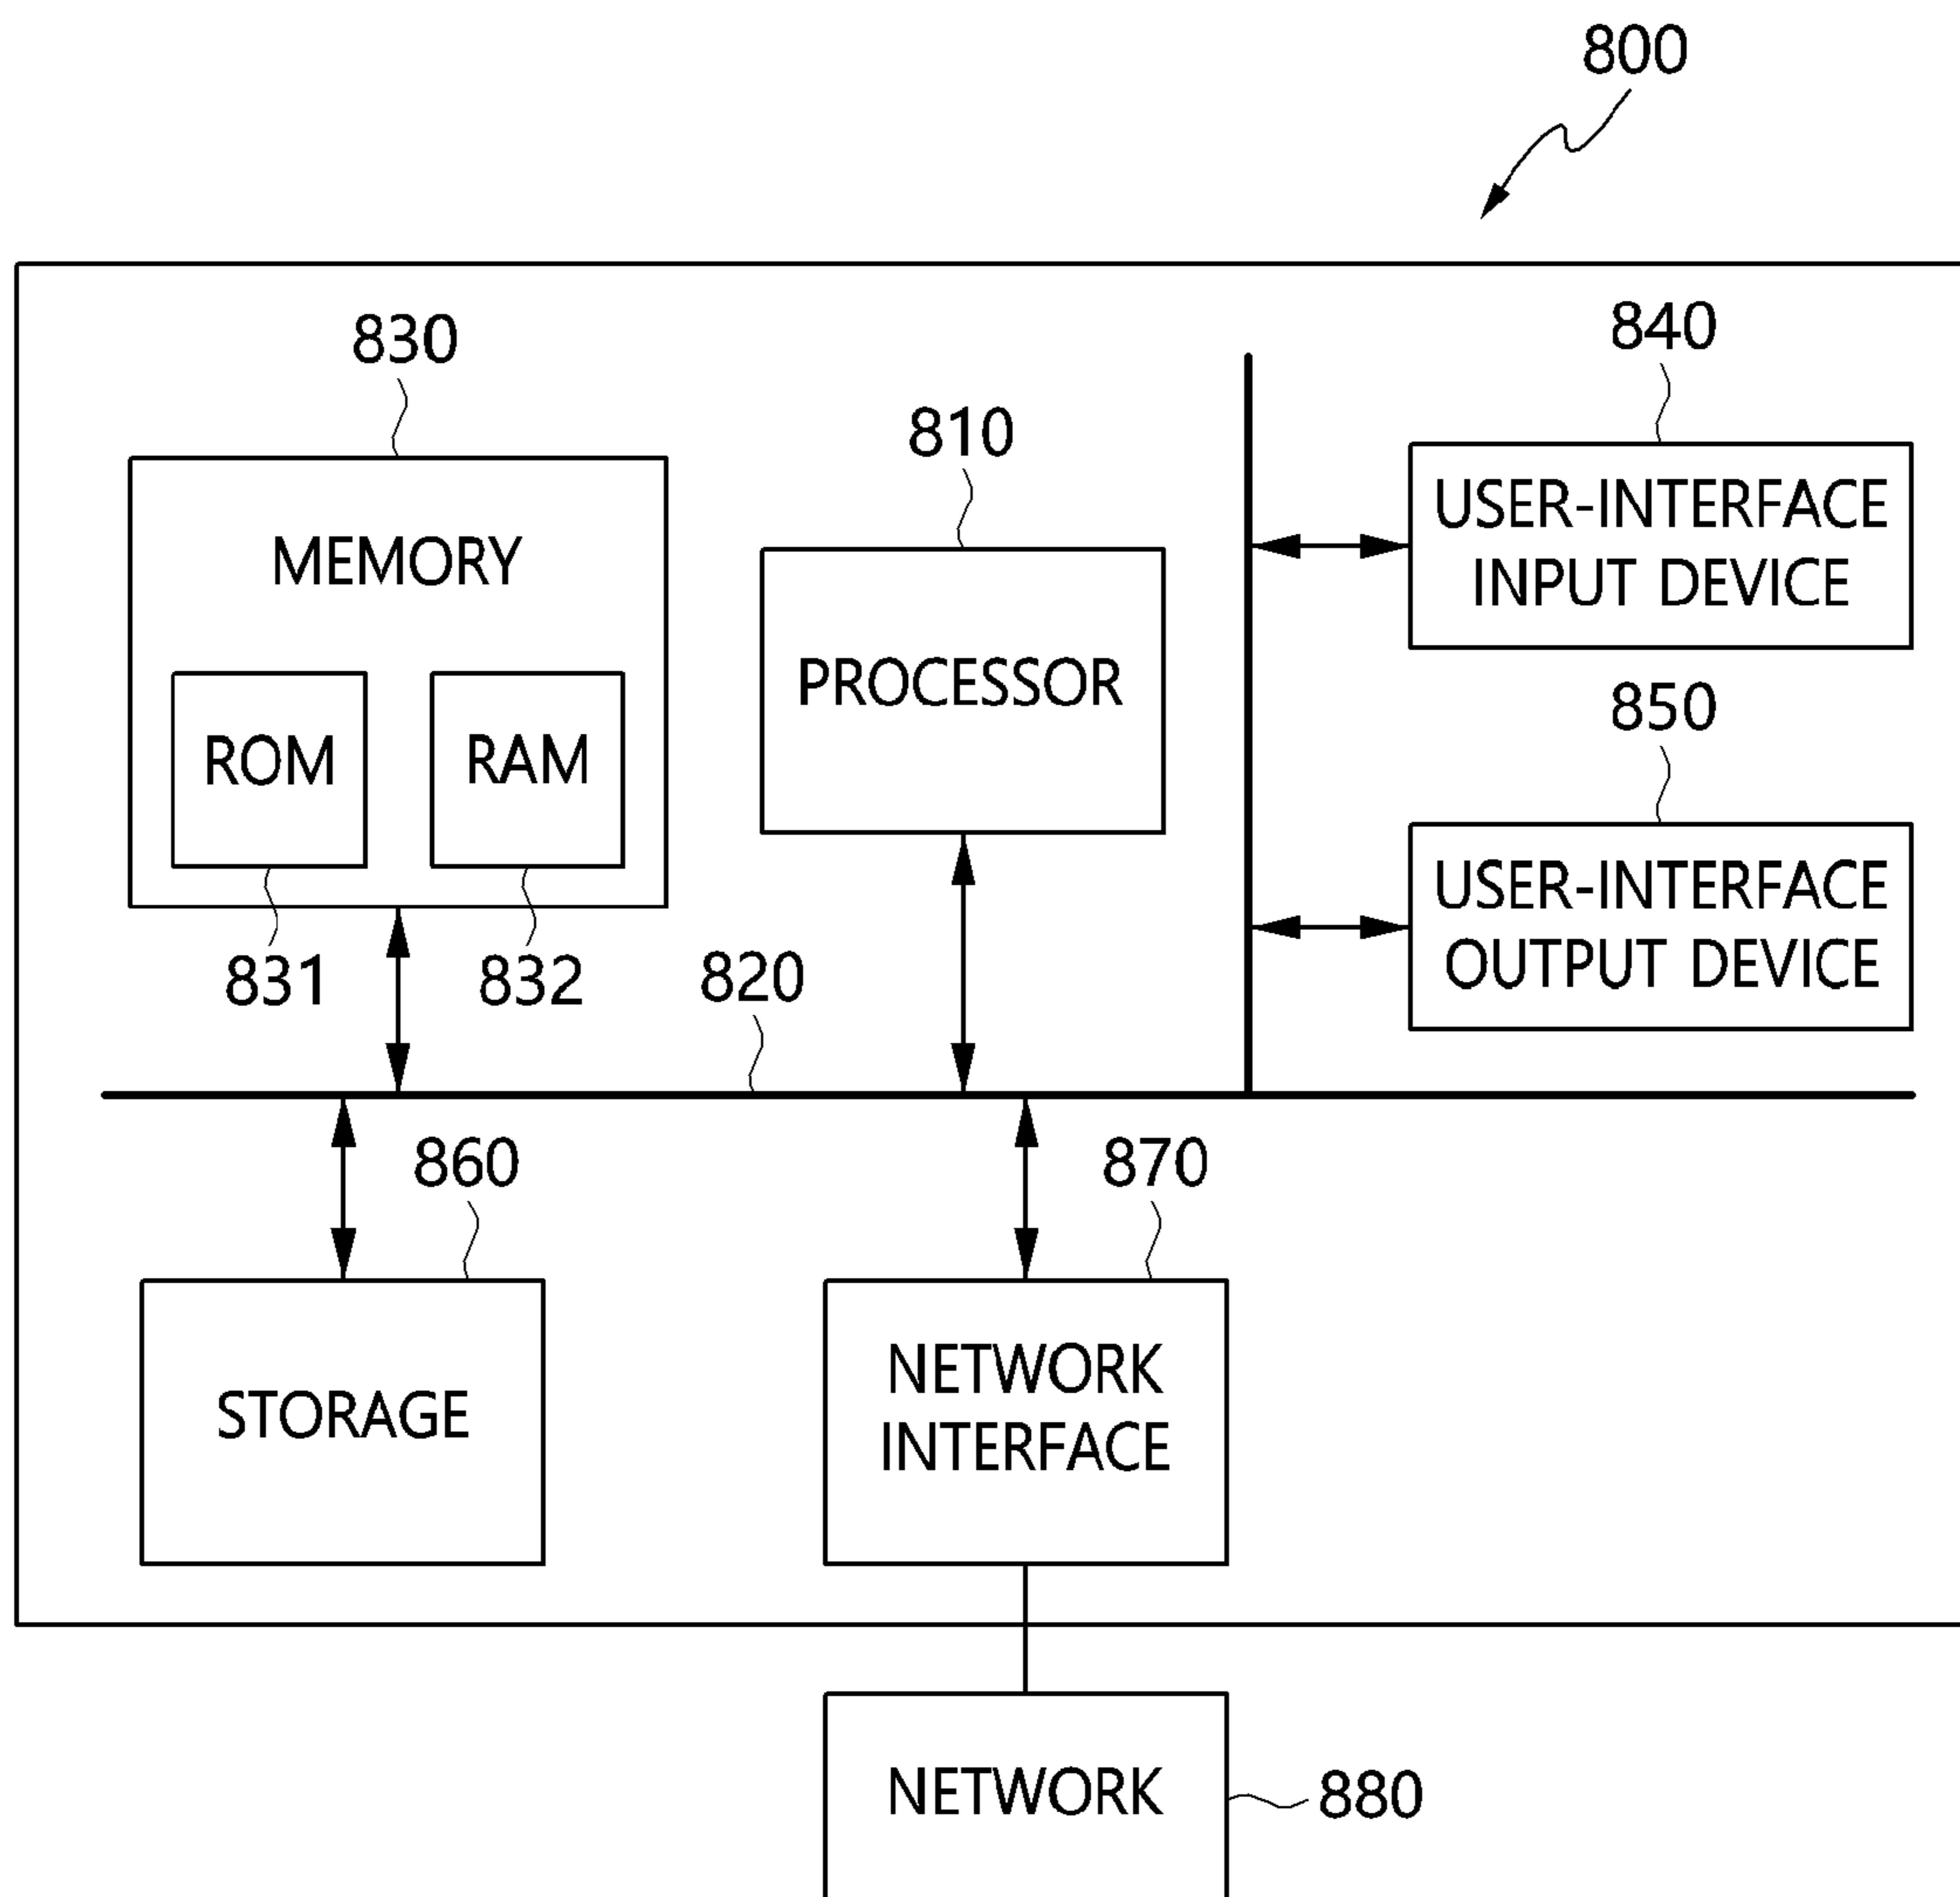 800
830
840
810
USER-INTERFACE
INPUT DEVICE
MEMORY
PROCESSOR
850
ROM
RAM
USER-INTERFACE
OUTPUT DEVICE
831
832
820
860
870
NETWORK
INTERFACE
STORAGE
NETWORK
880